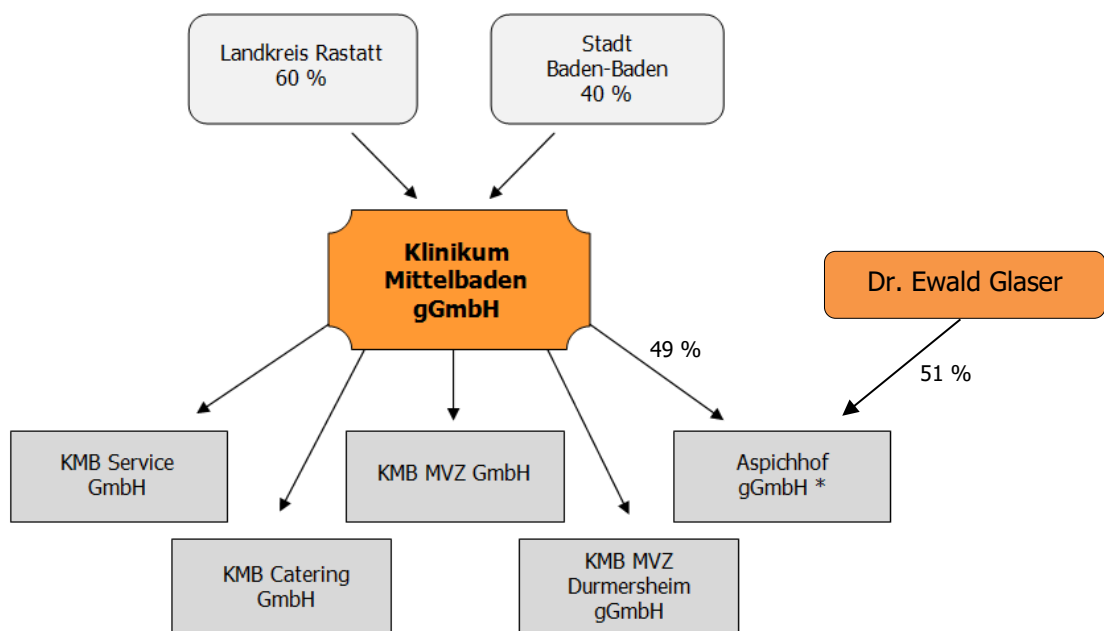 Landkreis Rastatt
60 %
Stadt
Baden-Baden
40 %
Klinikum
Mittelbaden
gGmbH
Dr. Ewald Glaser
49 %
51 %
KMB Service
GmbH
KMB MVZ GmbH
Aspichhof
gGmbH *
KMB Catering
GmbH
KMB MVZ
Durmersheim
gGmbH